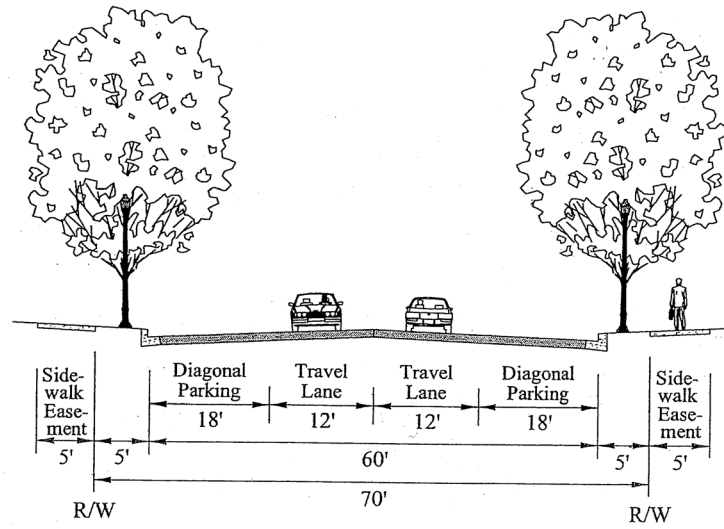 Side-
walk
Ease-
ment
Diagonal
Parking
Travel
Lane
Travel
Lane
Diagonal
Parking
Side-
walk
Ease-
ment
18'
12'
12'
18'
5'
5'
60'
5'
5'
70'
R/W
R/W